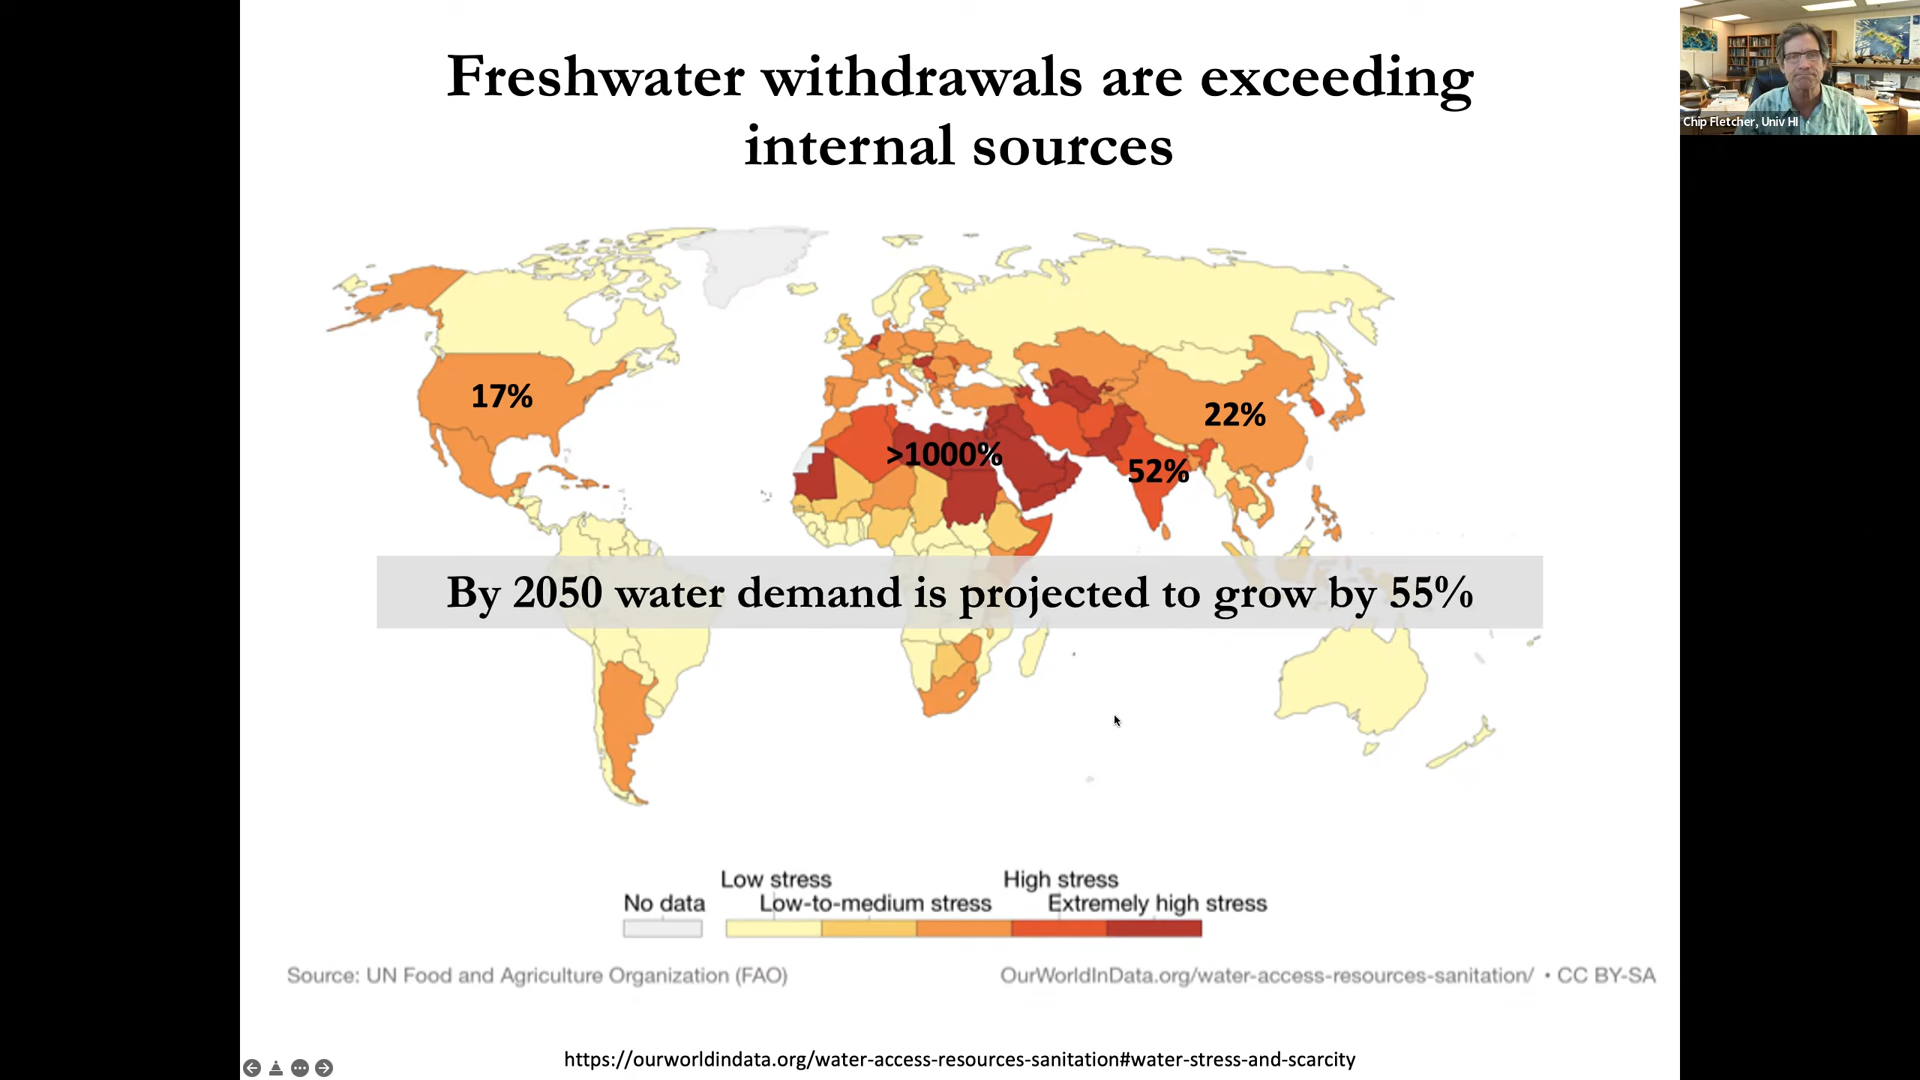 Freshwater withdrawals are exceeding
internal sources
Chip Fletcher, Univ HI
17%
22%
>1000%
52%
By 2050 water demand is projected to grow by 55%
Low stress
High stress
No data
Low-to-medium stress
Extremely high stress
Source: UN Food and Agriculture Organization (FAO)
OurWorldInData.org/water-access-resources-sanitation/ • CC BY-SA
https://ourworldindata.org/water-access-resources-sanitation#water-stress-and-scarcity